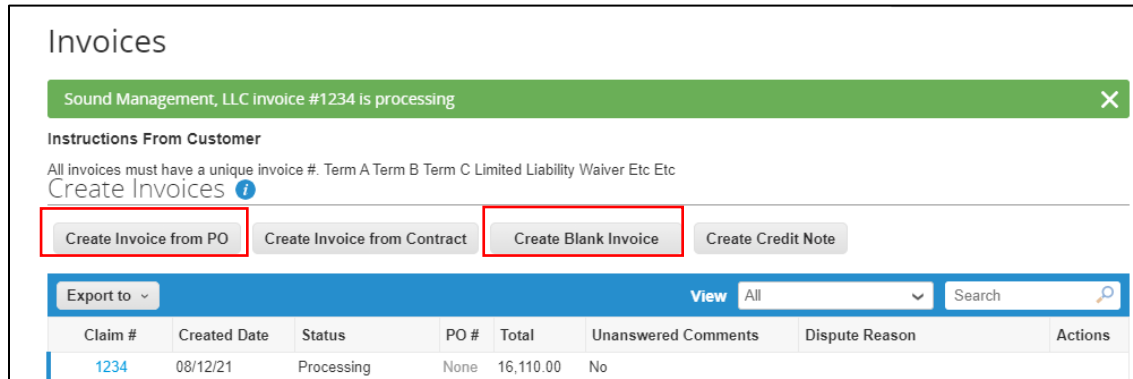 Invoices
Sound Management, LLC invoice #1234 is processing
Instructions From Customer
All invoices must have a unique invoice #. Term A Term B Term C Limited Liability Waiver Etc Etc
Create Invoices i
Create Invoice from PO Create Invoice from Contract Create Blank Invoice Create Credit Note
Export to View All Search
Claim # Created Date Status PO # Total Unanswered Comments Dispute Reason Actions
1234 08/12/21 Processing None 16,110.00 No